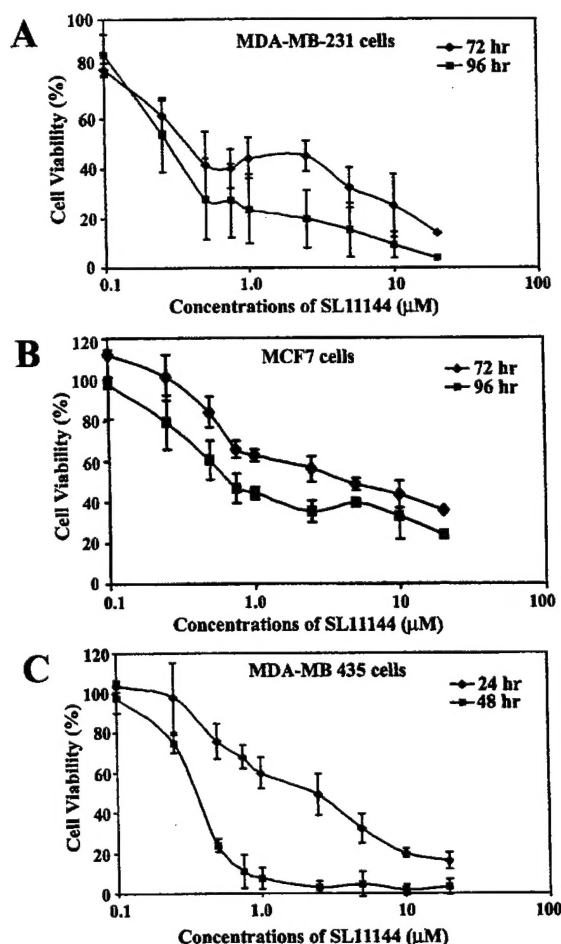 A
MDA-MB-231 cells
72 hr
96 hr
Cell Viability (%)
100
80
60
40
20
0
0.1
1.0
10
100
Concentrations of SL11144 (μM)
B
MCF7 cells
72 hr
96 hr
Cell Viability (%)
120
100
80
60
40
20
0
0.1
1.0
10
100
Concentrations of SL11144 (μM)
C
MDA-MB 435 cells
24 hr
48 hr
Cell Viability (%)
120
100
80
60
40
20
0
0.1
1.0
10
100
Concentrations of SL11144 (μM)